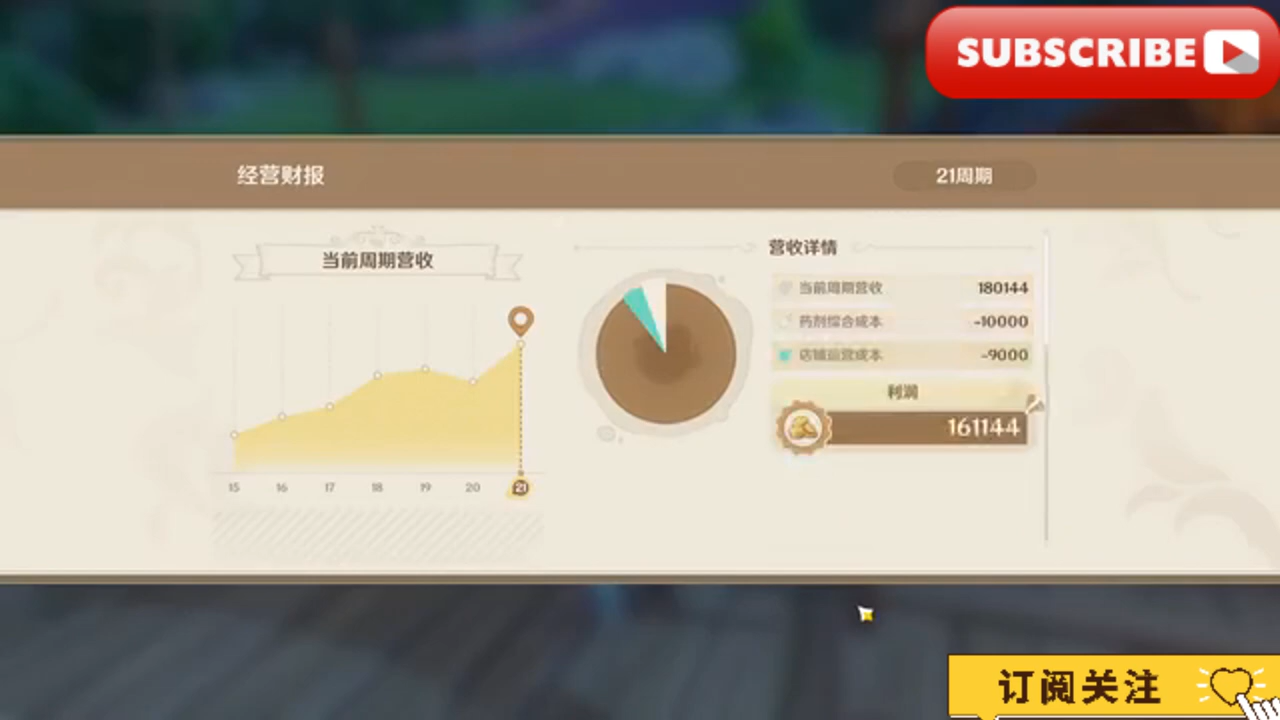 SUBSCRIBE
经营财报
21周期
当前周期营收
营收详情
当前周期营收 180144
药剂综合成本 -10000
店铺运营成本 -9000
利润
161144
15 16 17 18 19 20 21
订阅关注